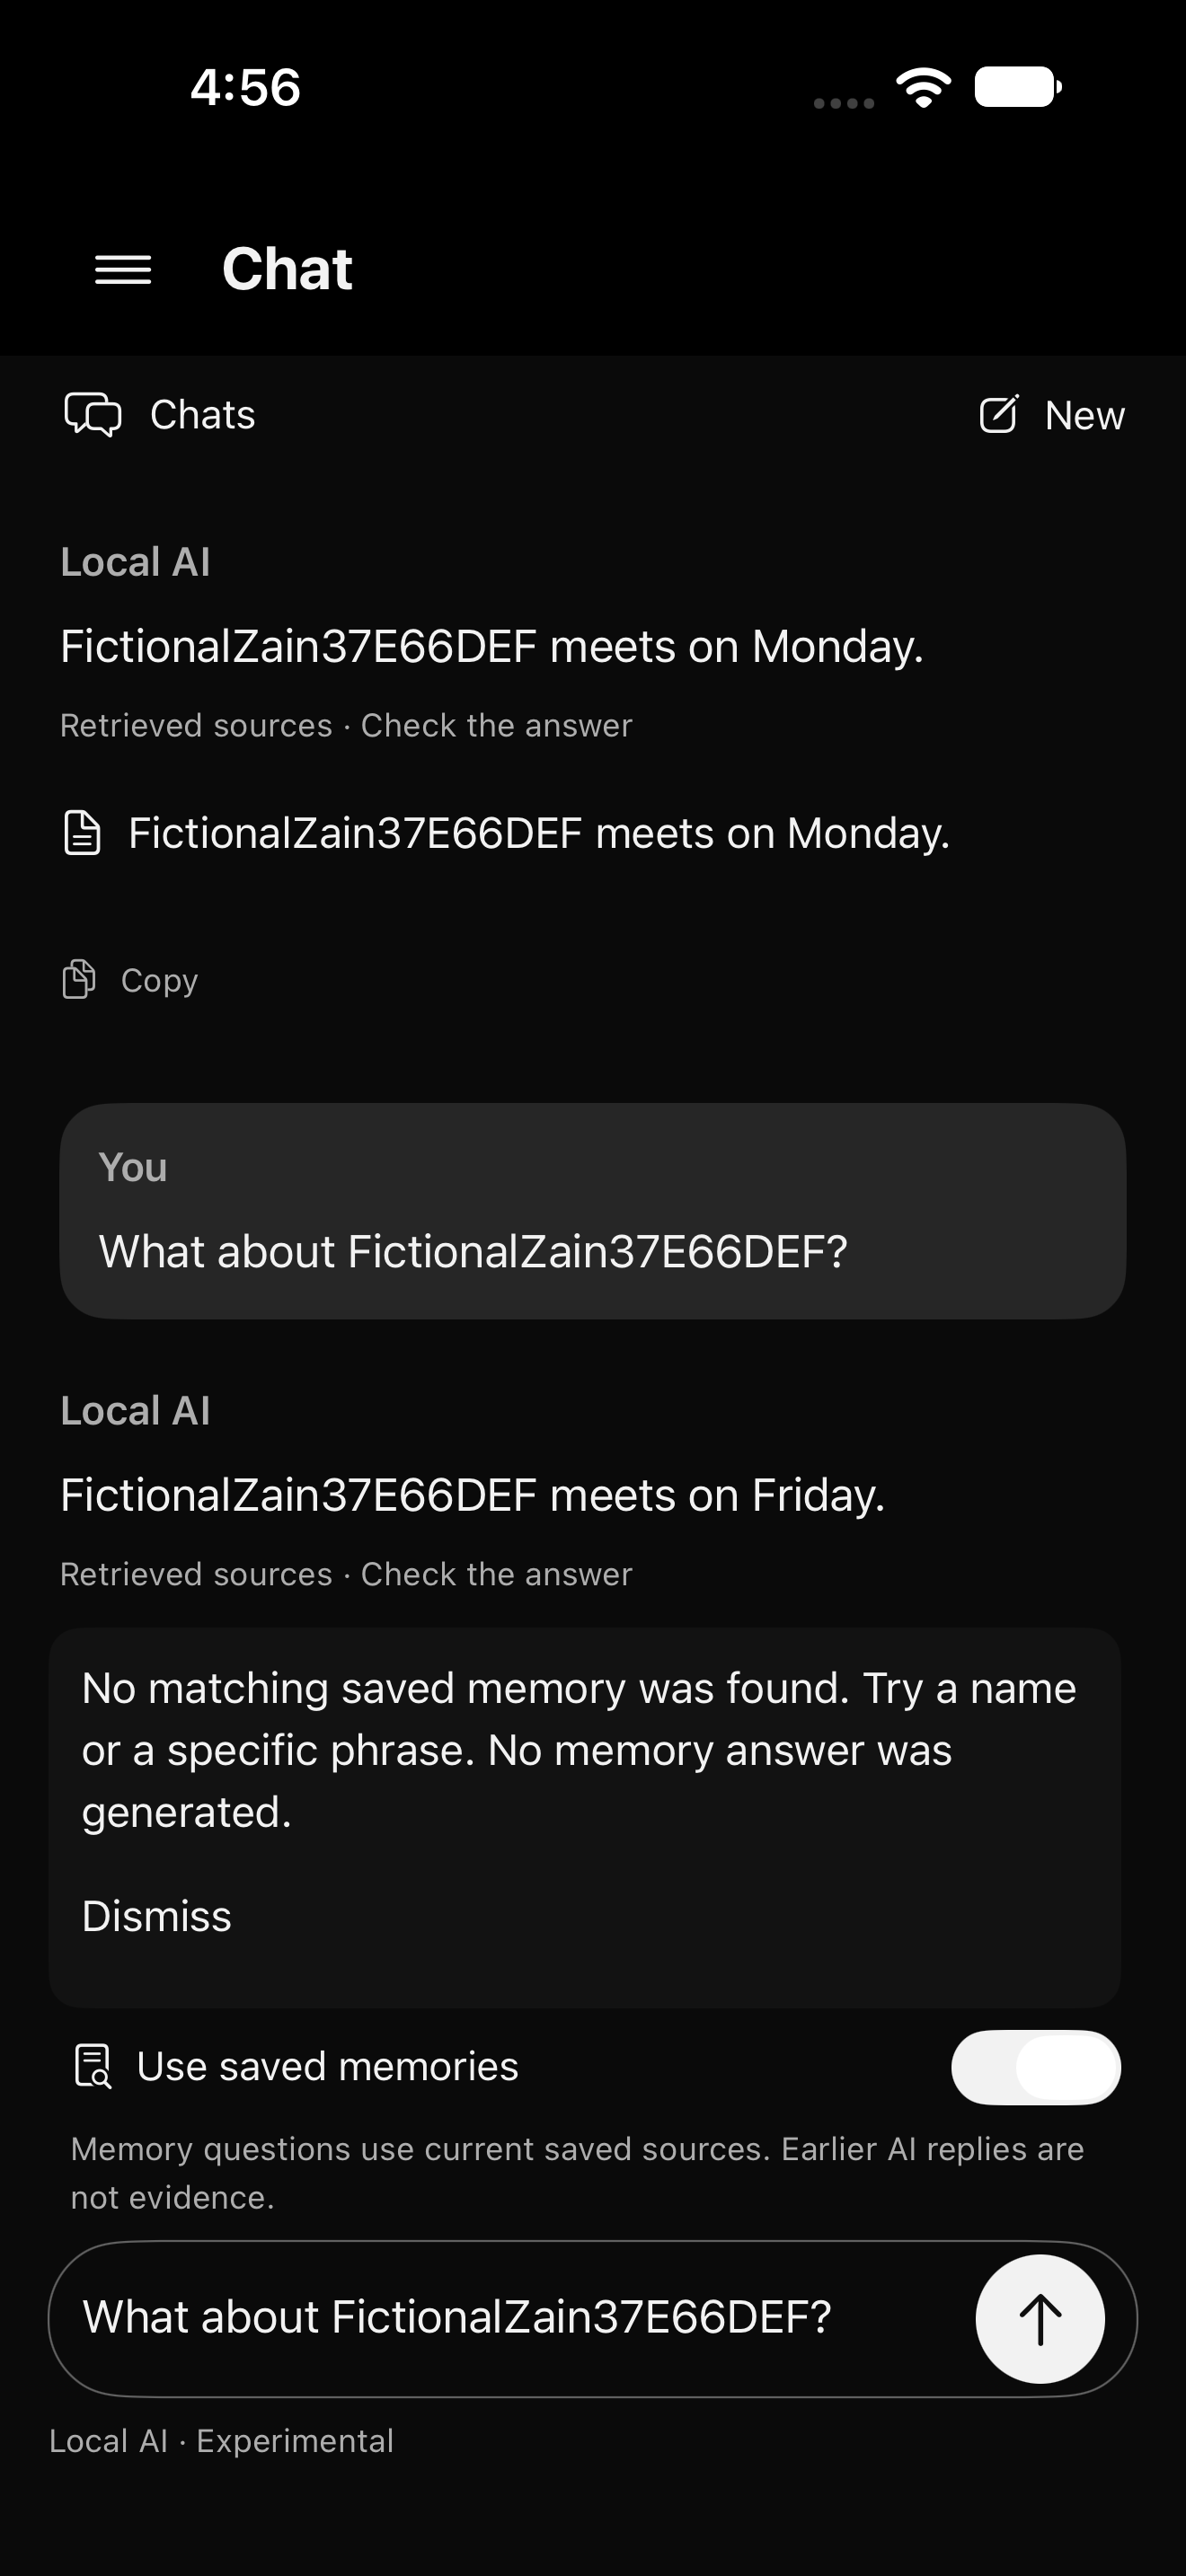 4:56
Chat
Chats
New
Local AI
FictionalZain37E66DEF meets on Monday.
Retrieved sources · Check the answer
FictionalZain37E66DEF meets on Monday.
Copy
You
What about FictionalZain37E66DEF?
Local AI
FictionalZain37E66DEF meets on Friday.
Retrieved sources · Check the answer
No matching saved memory was found. Try a name
or a specific phrase. No memory answer was
generated.
Dismiss
Use saved memories
Memory questions use current saved sources. Earlier AI replies are
not evidence.
What about FictionalZain37E66DEF?
Local AI · Experimental